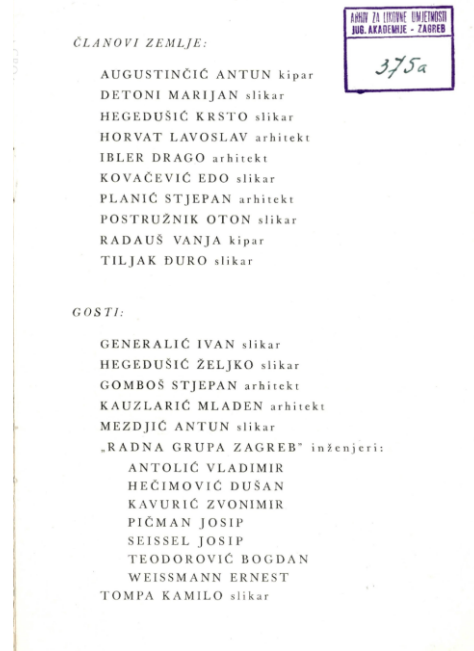 ARHIV ZA LIKOVNE UMJETNOSTI
JUG. AKADEMIJE - ZAGREB
375a
ČLANOVI ZEMLJE:
AUGUSTINČIĆ ANTUN kipar
DETONI MARIJAN slikar
HEGEDUŠIĆ KRSTO slikar
HORVAT LAVOSLAV arhitekt
IBLER DRAGO arhitekt
KOVAČEVIĆ EDO slikar
PLANIĆ STJEPAN arhitekt
POSTRUŽNIK OTON slikar
RADAUŠ VANJA kipar
TILJAK ĐURO slikar
GOSTI:
GENERALIĆ IVAN slikar
HEGEDUŠIĆ ŽELJKO slikar
GOMBOŠ STJEPAN arhitekt
KAUZLARIĆ MLADEN arhitekt
MEZDJIĆ ANTUN slikar
„RADNA GRUPA ZAGREB” inženjeri:
ANTOLIĆ VLADIMIR
HEČIMOVIĆ DUŠAN
KAVURIĆ ZVONIMIR
PIČMAN JOSIP
SEISSEL JOSIP
TEODOROVIĆ BOGDAN
WEISSMANN ERNEST
TOMPA KAMILO slikar